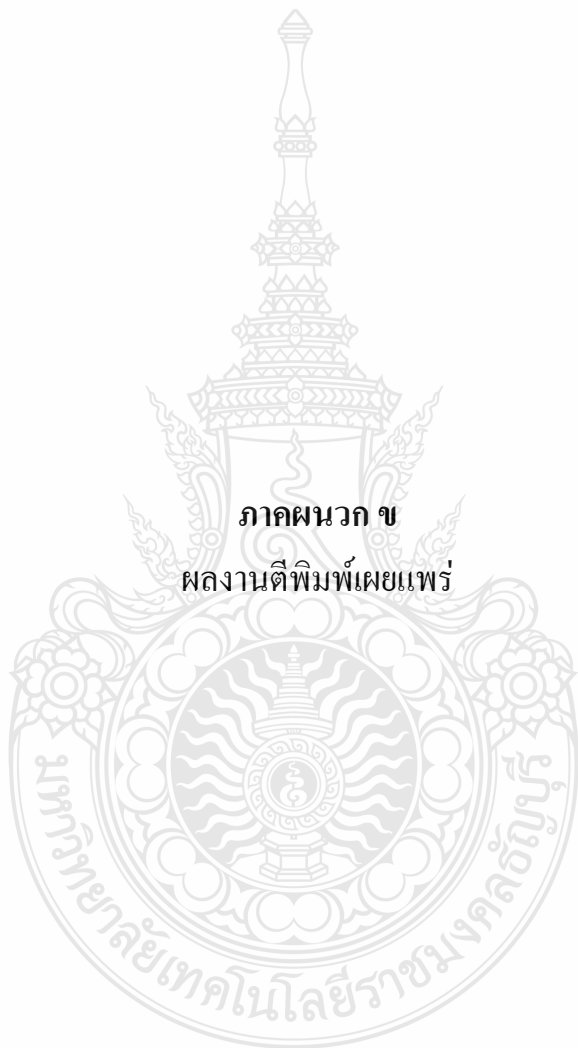 ภาคผนวก ข
ผลงานตีพิมพ์เผยแพร่
มหาวิทยาลัยเทคโนโลยีราชมงคลธัญบุรี